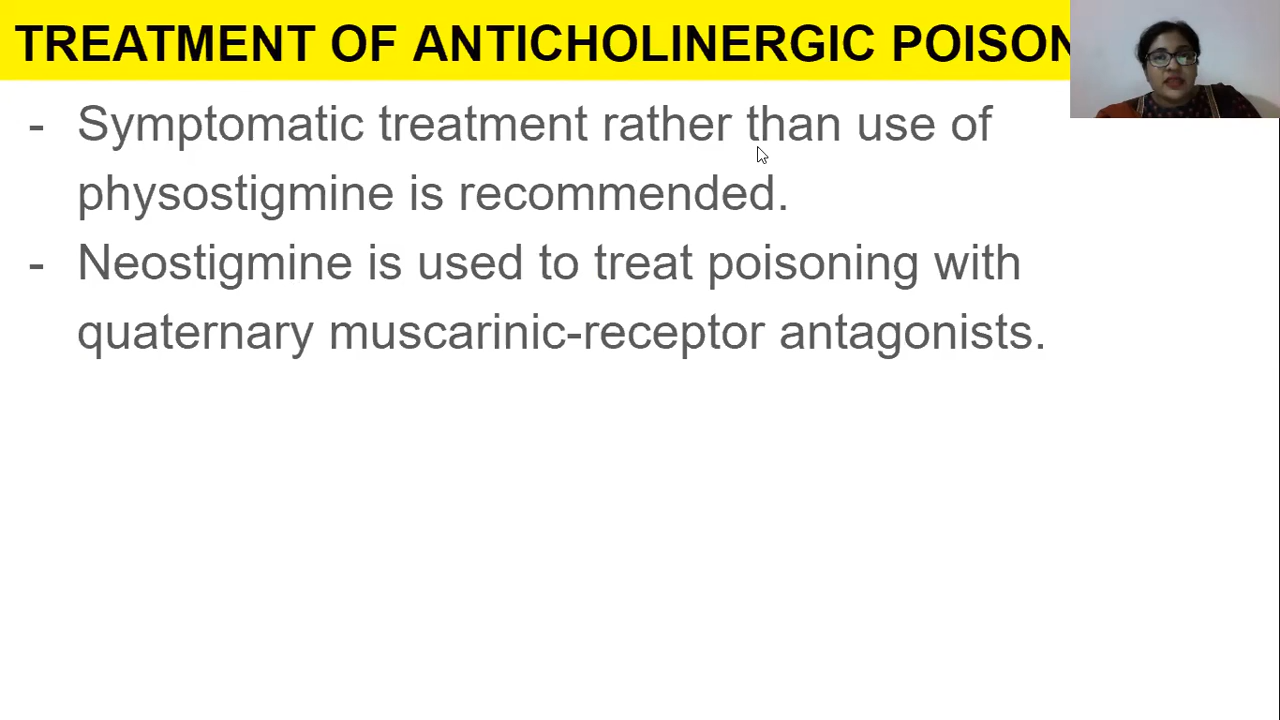 TREATMENT OF ANTICHOLINERGIC POISON
- Symptomatic treatment rather than use of
physostigmine is recommended.
- Neostigmine is used to treat poisoning with
quaternary muscarinic-receptor antagonists.